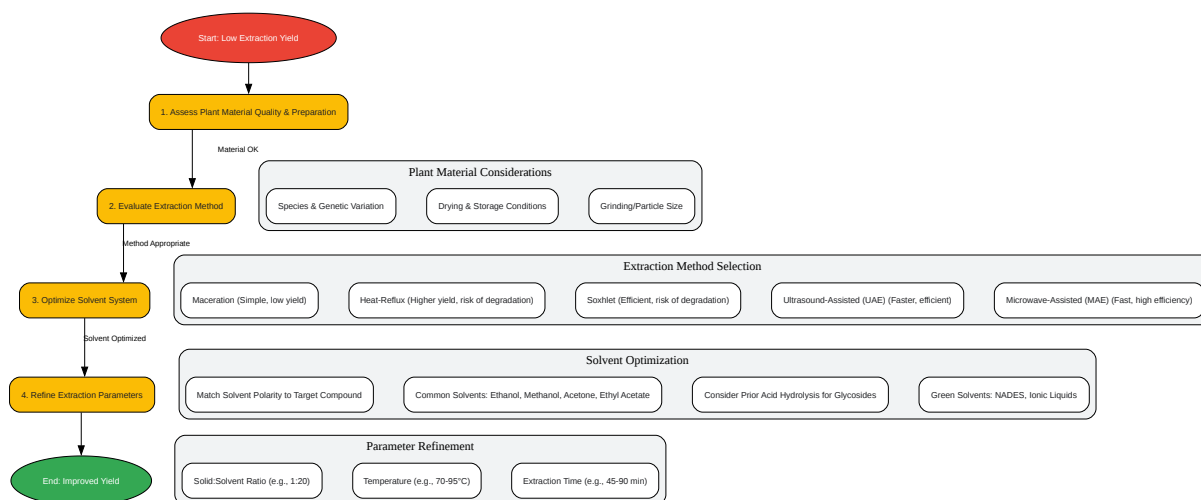 Start: Low Extraction Yield
1. Assess Plant Material Quality & Preparation
Material OK
Plant Material Considerations
2. Evaluate Extraction Method
Species & Genetic Variation
Drying & Storage Conditions
Grinding/Particle Size
Method Appropriate
Extraction Method Selection
3. Optimize Solvent System
Maceration (Simple, low yield)
Heat-Reflux (Higher yield, risk of degradation)
Soxhlet (Efficient, risk of degradation)
Ultrasound-Assisted (UAE) (Faster, efficient)
Microwave-Assisted (MAE) (Fast, high efficiency)
Solvent Optimized
Solvent Optimization
4. Refine Extraction Parameters
Match Solvent Polarity to Target Compound
Common Solvents: Ethanol, Methanol, Acetone, Ethyl Acetate
Consider Prior Acid Hydrolysis for Glycosides
Green Solvents: NADES, Ionic Liquids
Parameter Refinement
End: Improved Yield
Solid:Solvent Ratio (e.g., 1:20)
Temperature (e.g., 70-95°C)
Extraction Time (e.g., 45-90 min)